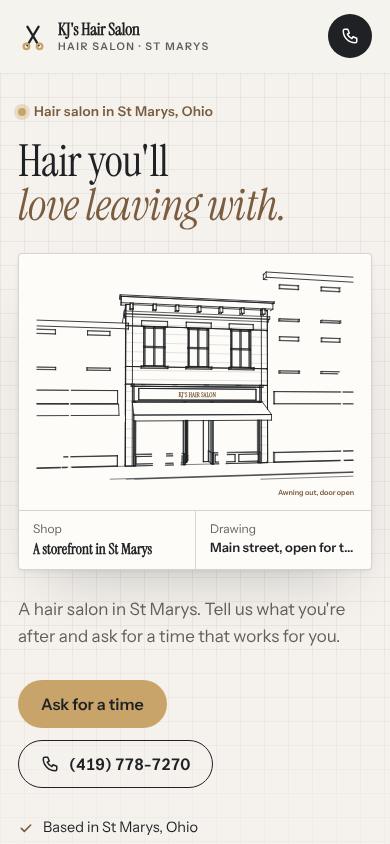 KJ's Hair Salon
HAIR SALON · ST MARYS
Hair salon in St Marys, Ohio
Hair you'll
love leaving with.
KJ'S HAIR SALON
Awning out, door open
Shop
A storefront in St Marys
Drawing
Main street, open for t...
A hair salon in St Marys. Tell us what you're
after and ask for a time that works for you.
Ask for a time
(419) 778-7270
Based in St Marys, Ohio